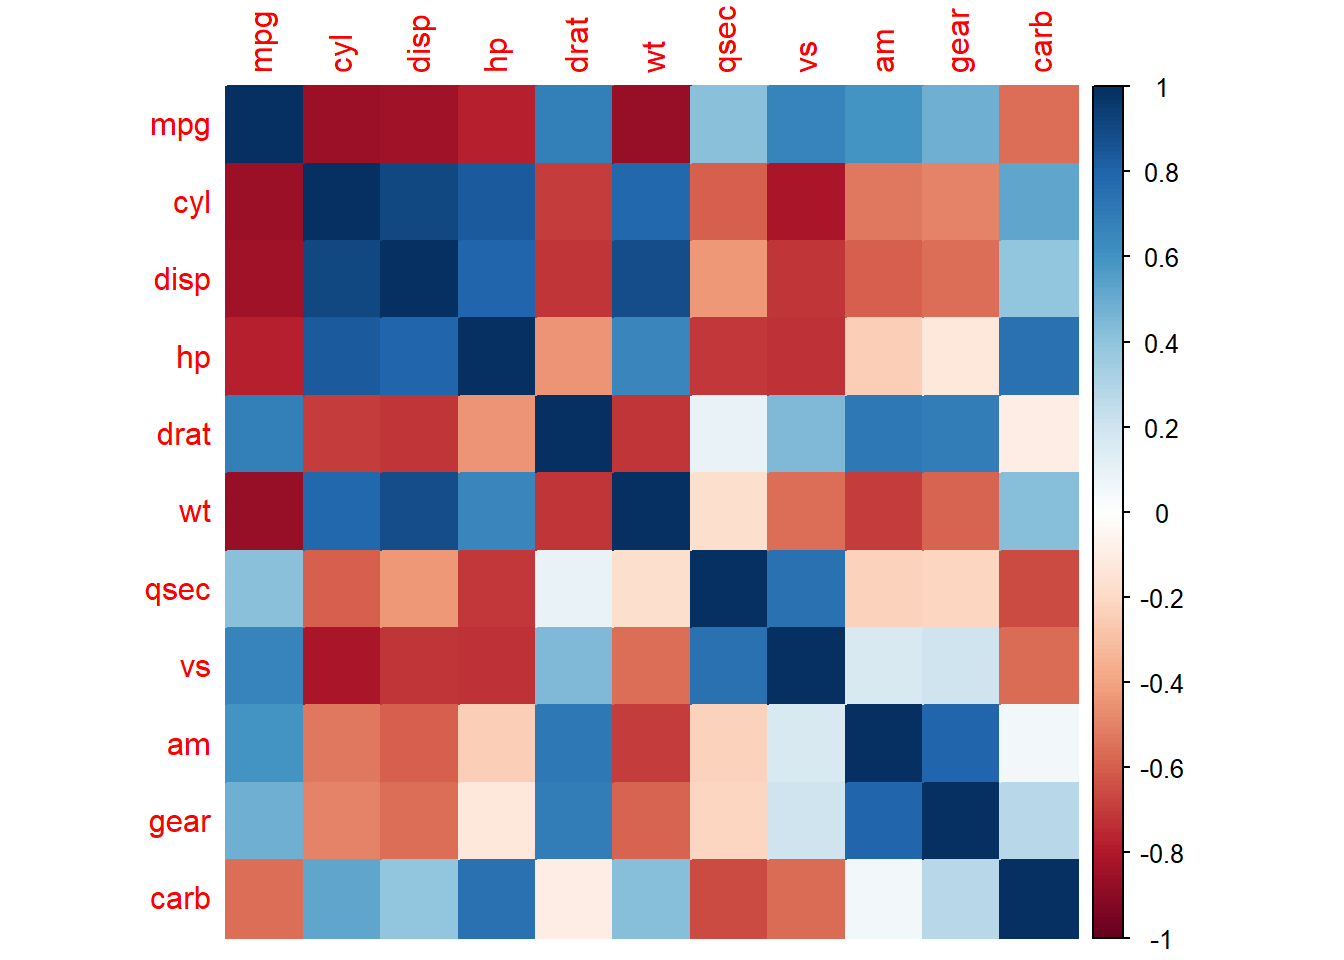 mpg cyl disp hp drat wt qsec vs am gear carb
mpg
cyl
disp
hp
drat
wt
qsec
vs
am
gear
carb
1
0.8
0.6
0.4
0.2
0
-0.2
-0.4
-0.6
-0.8
-1